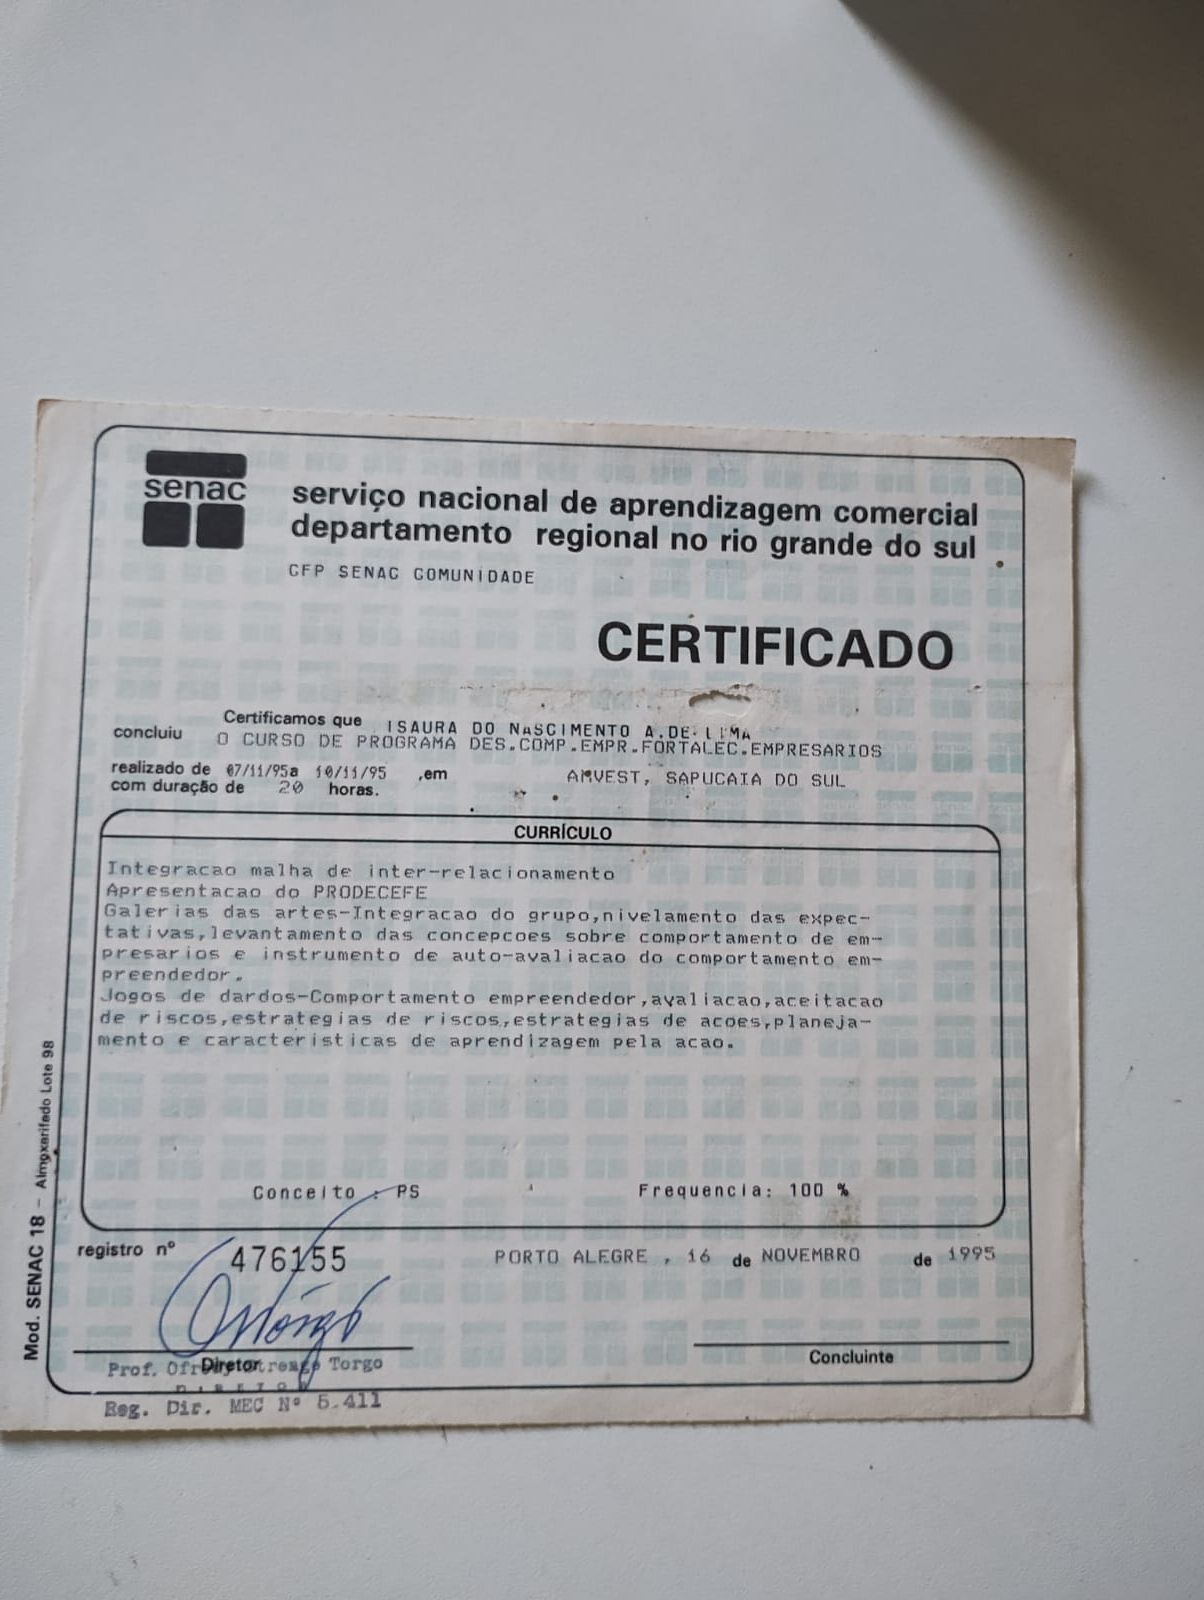 senac
serviço nacional de aprendizagem comercial
departamento regional no rio grande do sul
CFP SENAC COMUNIDADE
CERTIFICADO
Certificamos que ISAURA DO NASCIMENTO A.DE LIMA
concluiu O CURSO DE PROGRAMA DES.COMP.EMPR.FORTALEC.EMPRESARIOS
realizado de 07/11/95a 10/11/95 ,em AMVEST, SAPUCAIA DO SUL
com duração de 20 horas.
CURRÍCULO
Integracao malha de inter-relacionamento
Apresentacao do PRODECEFE
Galerias das artes-Integracao do grupo,nivelamento das expec-
tativas,levantamento das concepcoes sobre comportamento de em-
presarios e instrumento de auto-avaliacao do comportamento em-
preendedor.
Jogos de dardos-Comportamento empreendedor,avaliacao,aceitacao
de riscos,estrategias de riscos,estrategias de acoes,planeja-
mento e caracteristicas de aprendizagem pela acao.
Conceito : PS Frequencia: 100 %
registro nº 476155 PORTO ALEGRE , 16 de NOVEMBRO de 1995
Prof. Diretor Torgo
Concluinte
DIRETOR
Reg. Dir. MEC Nº 5.411
Mod. SENAC 18 - Almoxarifado Lote 98